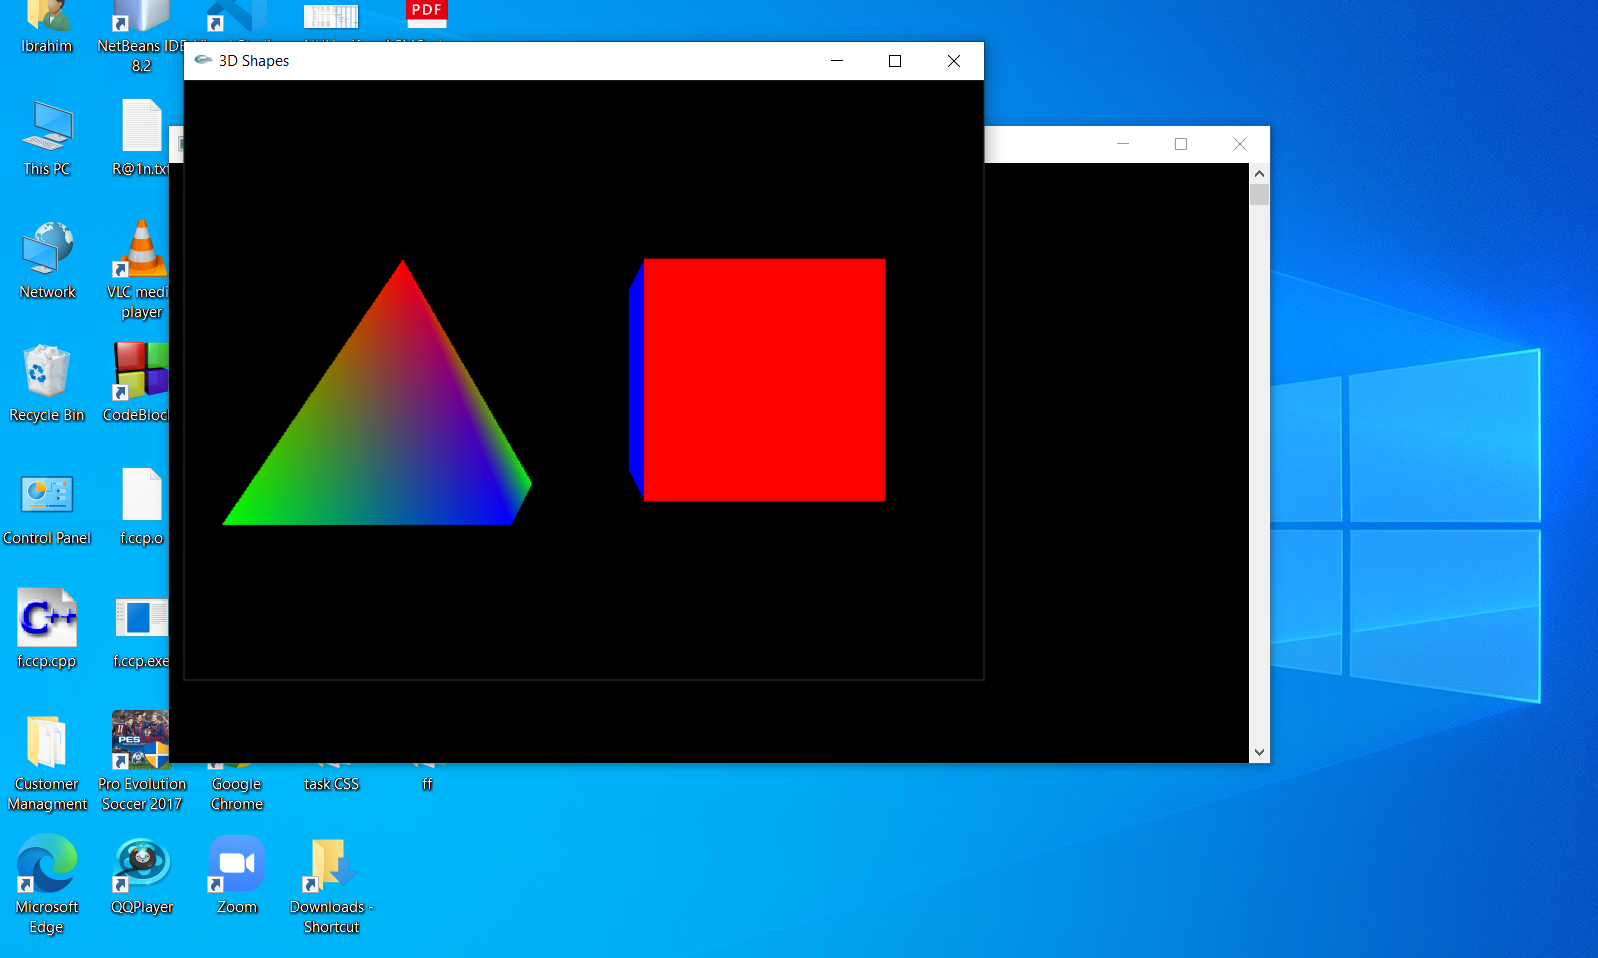 Ibrahim
NetBeans IDE
8.2
PDF
3D Shapes
This PC
R@1n.txt
Network
VLC medi
player
Recycle Bin
CodeBloc
Control Panel
f.ccp.o
C++
f.ccp.cpp
f.ccp.exe
PES
Customer
Managment
Pro Evolution
Soccer 2017
Google
Chrome
task CSS
ff
Microsoft
Edge
QQPlayer
Zoom
Downloads -
Shortcut